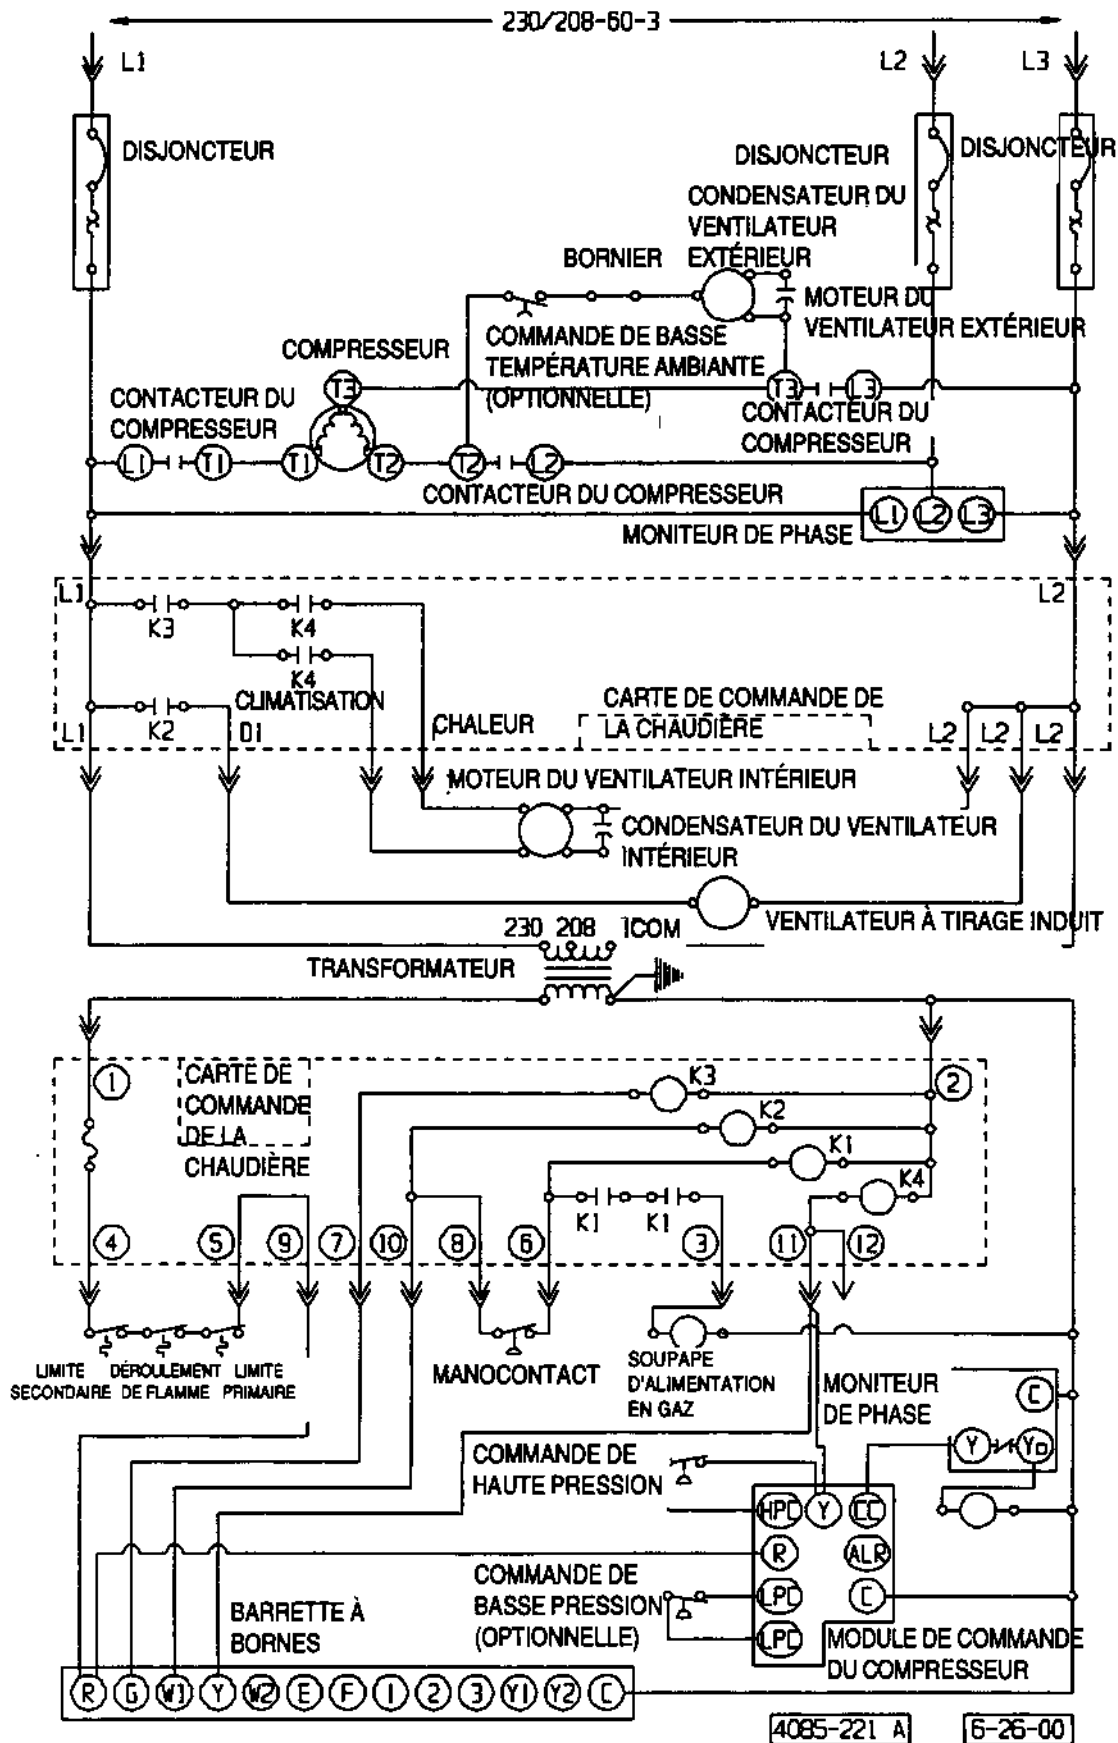 230/208-60-3
L1
L2
L3
DISJONCTEUR
DISJONCTEUR
DISJONCTEUR
CONDENSATEUR DU
VENTILATEUR
EXTÉRIEUR
BORNIER
MOTEUR DU
VENTILATEUR EXTÉRIEUR
COMMANDE DE BASSE
TEMPÉRATURE AMBIANTE
(OPTIONNELLE)
COMPRESSEUR
T3
T3
L3
CONTACTEUR DU
COMPRESSEUR
CONTACTEUR DU
COMPRESSEUR
L1
T1
T1
T2
T2
L2
CONTACTEUR DU COMPRESSEUR
L1
L2
L3
MONITEUR DE PHASE
L1
L2
K3
K4
K4
CLIMATISATION
K2
L1
D1
CHALEUR
CARTE DE COMMANDE DE
LA CHAUDIÈRE
L2
L2
L2
MOTEUR DU VENTILATEUR INTÉRIEUR
CONDENSATEUR DU VENTILATEUR
INTÉRIEUR
VENTILATEUR À TIRAGE INDUIT
230 208 ICOM
TRANSFORMATEUR
1
CARTE DE
COMMANDE
DE LA
CHAUDIÈRE
K3
2
K2
K1
K4
K1
K1
4
5
9
7
10
8
6
3
11
12
LIMITE
SECONDAIRE
DÉROULEMENT
DE FLAMME
LIMITE
PRIMAIRE
MANOCONTACT
SOUPAPE
D'ALIMENTATION
EN GAZ
MONITEUR
DE PHASE
C
Y
YO
COMMANDE DE
HAUTE PRESSION
HPC
Y
CC
R
ALR
LPC
C
LPC
COMMANDE DE
BASSE PRESSION
(OPTIONNELLE)
MODULE DE COMMANDE
DU COMPRESSEUR
BARRETTE À
BORNES
R G W1 Y W2 E F 1 2 3 Y1 Y2 C
4085-221 A
6-26-00